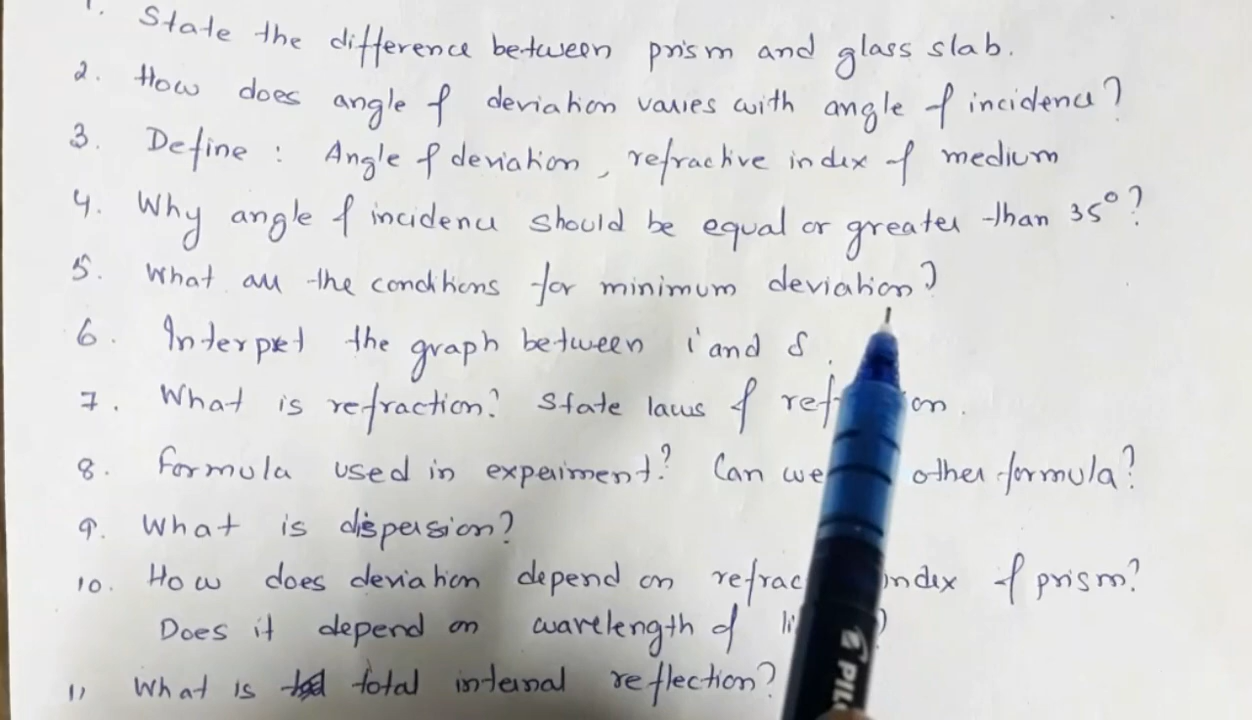 1. State the difference between prism and glass slab.
2. How does angle of deviation varies with angle of incidence?
3. Define : Angle of deviation, refractive index of medium
4. Why angle of incidence should be equal or greater than 35°?
5. What are the conditions for minimum deviation?
6. Interpret the graph between i and δ.
7. What is refraction? State laws of
8. Formula used in experiment? Can we other formula?
9. What is dispersion?
10. How does deviation depend on index of prism?
Does it depend on wavelength of
11 What is total internal reflection?